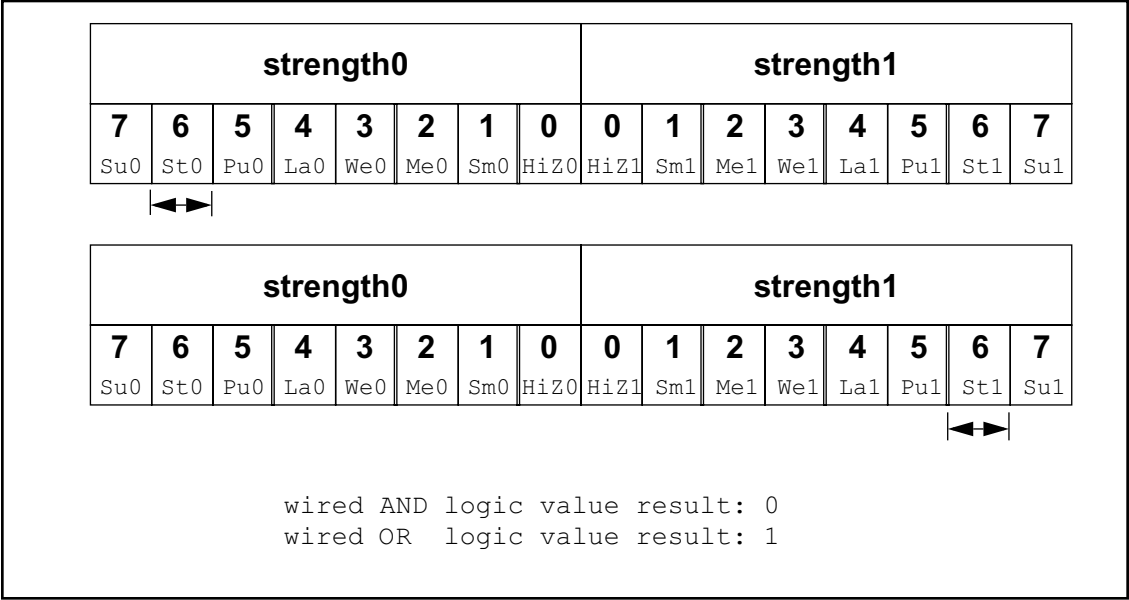 strength0 strength1
7 6 5 4 3 2 1 0 0 1 2 3 4 5 6 7
Su0 St0 Pu0 La0 We0 Me0 Sm0 HiZ0 HiZ1 Sm1 Me1 We1 La1 Pu1 St1 Su1
strength0 strength1
7 6 5 4 3 2 1 0 0 1 2 3 4 5 6 7
Su0 St0 Pu0 La0 We0 Me0 Sm0 HiZ0 HiZ1 Sm1 Me1 We1 La1 Pu1 St1 Su1
wired AND logic value result: 0
wired OR  logic value result: 1